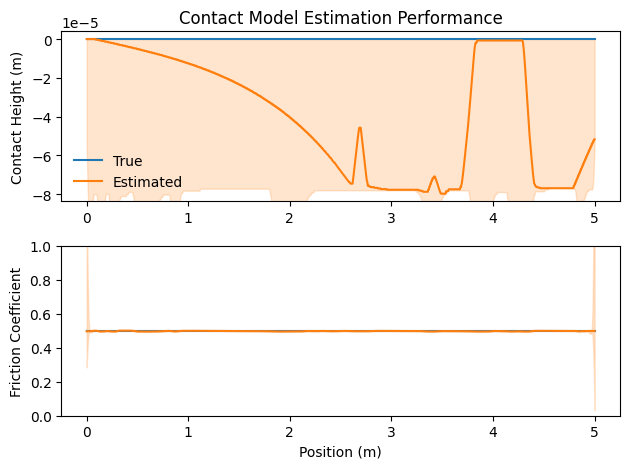 Contact Model Estimation Performance
1e−5
Contact Height (m)
0
−2
−4
−6
−8
True
Estimated
0 1 2 3 4 5
Friction Coefficient
1.0
0.8
0.6
0.4
0.2
0.0
0 1 2 3 4 5
Position (m)